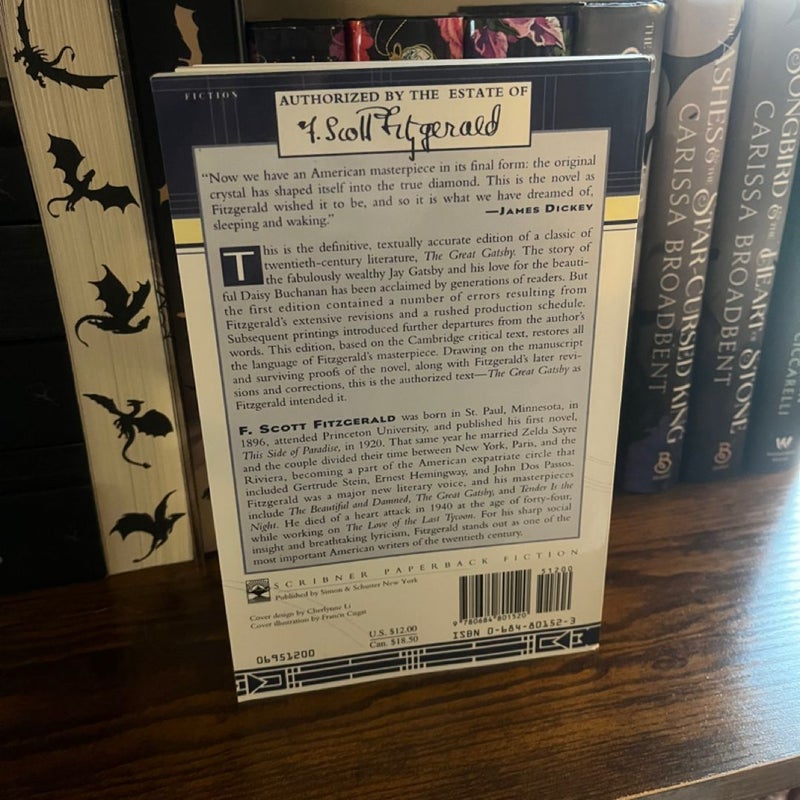 FICTION
AUTHORIZED BY THE ESTATE OF
F. Scott Fitzgerald
“Now we have an American masterpiece in its final form: the original
crystal has shaped itself into the true diamond. This is the novel as
Fitzgerald wished it to be, and so it is what we have dreamed of,
sleeping and waking.”
—JAMES DICKEY
This is the definitive, textually accurate edition of a classic of
twentieth-century literature, The Great Gatsby. The story of
the fabulously wealthy Jay Gatsby and his love for the beauti-
ful Daisy Buchanan has been acclaimed by generations of readers. But
the first edition contained a number of errors resulting from
Fitzgerald's extensive revisions and a rushed production schedule.
Subsequent printings introduced further departures from the author's
words. This edition, based on the Cambridge critical text, restores all
the language of Fitzgerald's masterpiece. Drawing on the manuscript
and surviving proofs of the novel, along with Fitzgerald's later revi-
sions and corrections, this is the authorized text—The Great Gatsby as
Fitzgerald intended it.
F. SCOTT FITZGERALD was born in St. Paul, Minnesota, in
1896, attended Princeton University, and published his first novel,
This Side of Paradise, in 1920. That same year he married Zelda Sayre
and the couple divided their time between New York, Paris, and the
Riviera, becoming a part of the American expatriate circle that
included Gertrude Stein, Ernest Hemingway, and John Dos Passos.
Fitzgerald was a major new literary voice, and his masterpieces
include The Beautiful and Damned, The Great Gatsby, and Tender Is the
Night. He died of a heart attack in 1940 at the age of forty-four,
while working on The Love of the Last Tycoon. For his sharp social
insight and breathtaking lyricism, Fitzgerald stands out as one of the
most important American writers of the twentieth century.
SCRIBNER PAPERBACK FICTION
Published by Simon & Schuster New York
Cover design by Cherlynne Li
Cover illustration by Francis Cugat
U.S. $12.00
Can. $18.50
06951200
51200
9 780684 801520
ISBN 0-684-80152-3
THE
ASHES & THE STAR-CURSED KING
CARISSA BROADBENT
SONGBIRD & THE HEART OF STONE
CARISSA BROADBENT
CICCARELLI